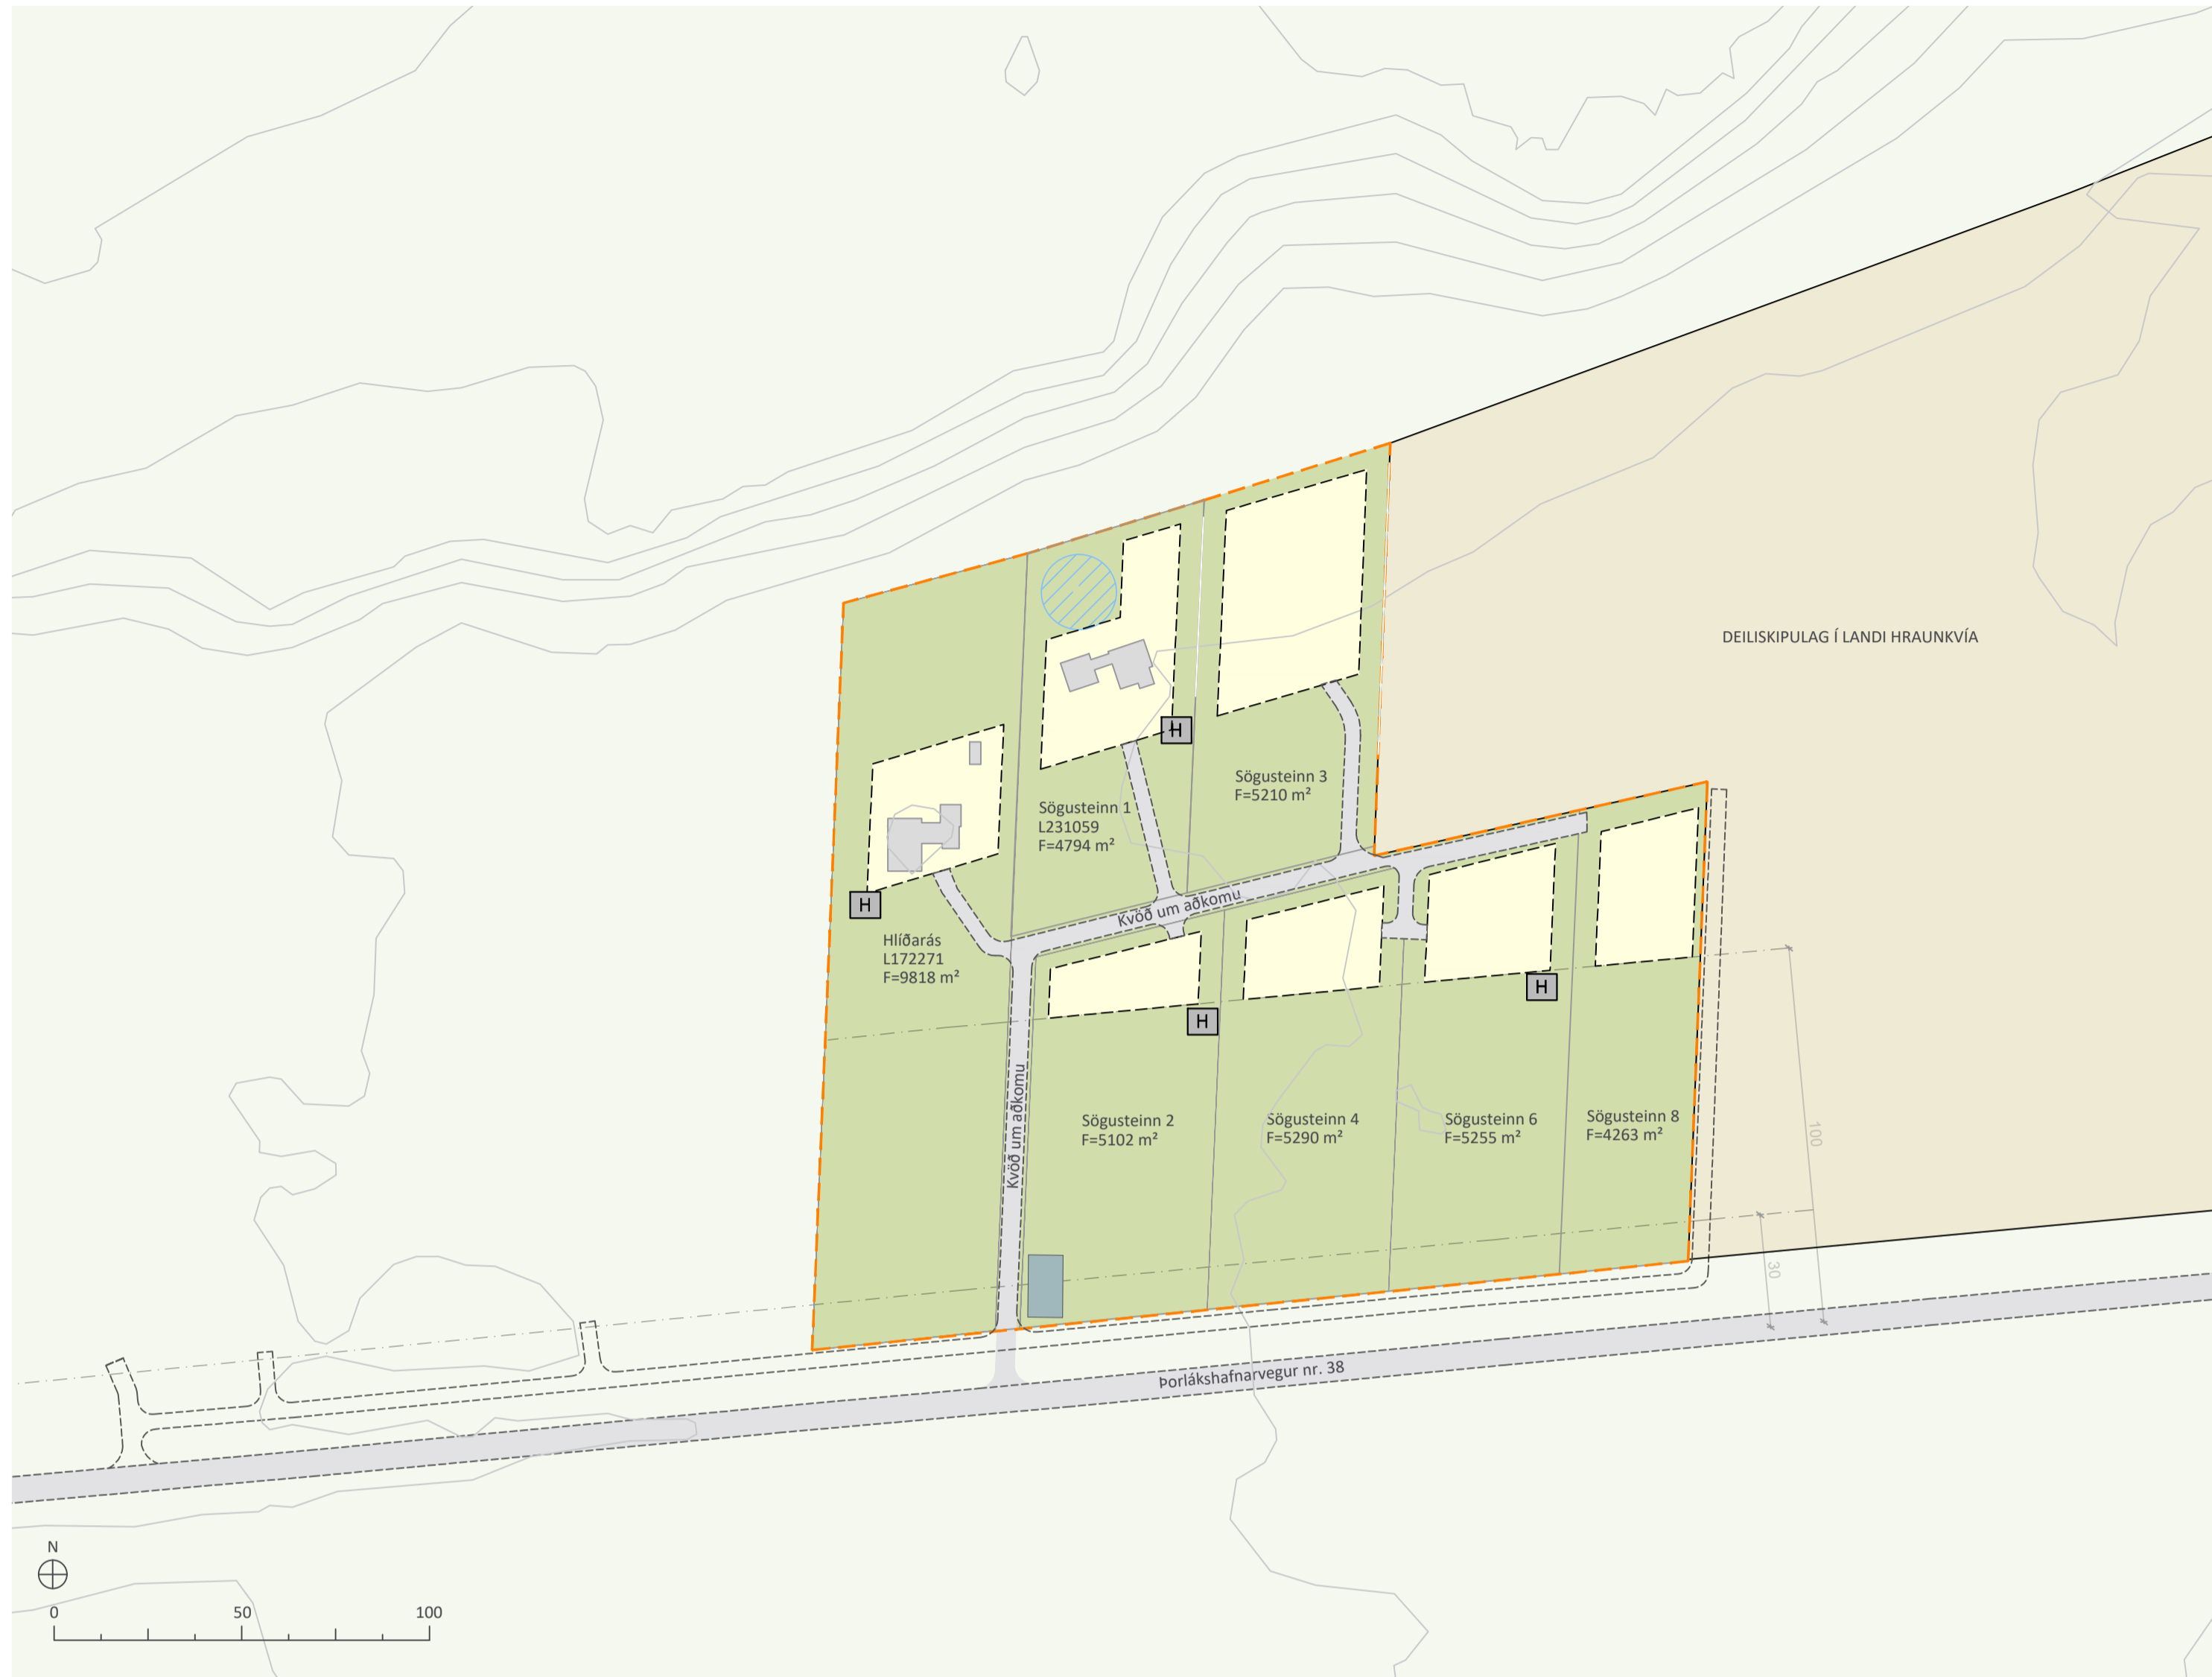 DEILISKIPULAG Í LANDI HRAUNKVÍA
H
Sögusteinn 3
F=5210 m²
Sögusteinn 1
L231059
F=4794 m²
H
Kvöð um aðkomu
Hlíðarás
L172271
F=9818 m²
H
H
Kvöð um aðkomu
Sögusteinn 2
F=5102 m²
Sögusteinn 4
F=5290 m²
Sögusteinn 6
F=5255 m²
Sögusteinn 8
F=4263 m²
100
30
Þorlákshafnarvegur nr. 38
N
0 50 100